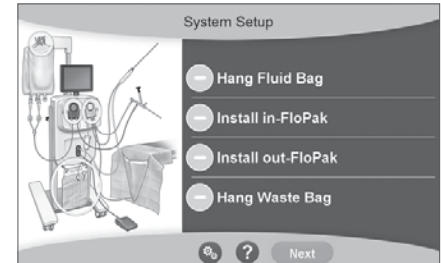 System Setup
Hang Fluid Bag
Install in-FloPak
Install out-FloPak
Hang Waste Bag
?
Next